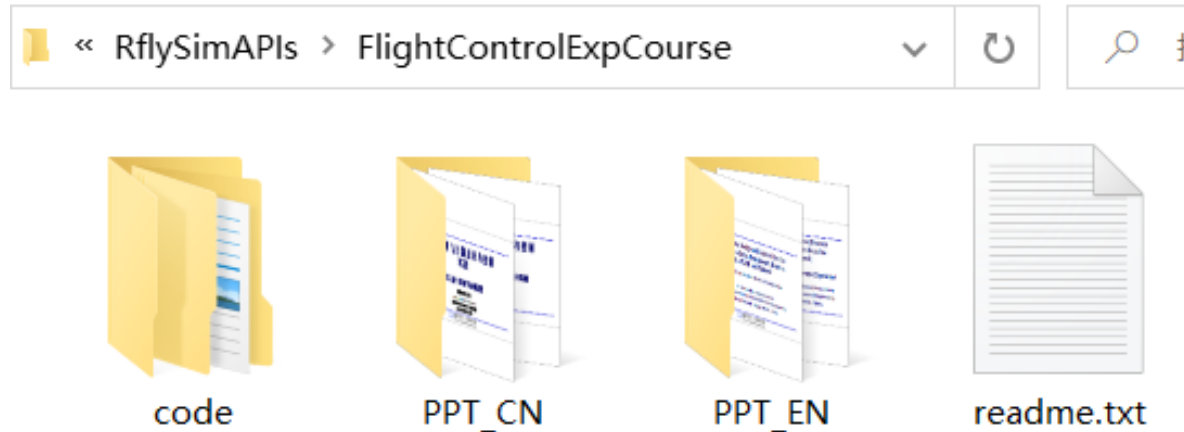 « RflySimAPIs > FlightControlExpCourse
code
PPT_CN
PPT_EN
readme.txt